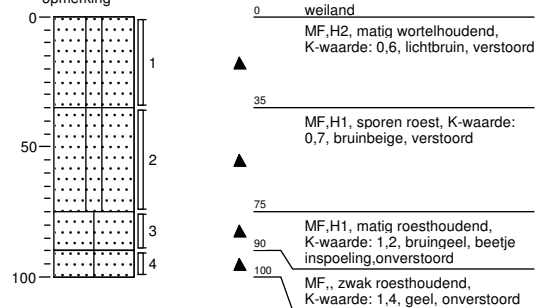 opmerking
0
50
100
1
2
3
4
0
weiland
MF,H2, matig wortelhoudend,
K-waarde: 0,6, lichtbruin, verstoord
35
MF,H1, sporen roest, K-waarde:
0,7, bruinbeige, verstoord
75
MF,H1, matig roesthoudend,
K-waarde: 1,2, bruingeel, beetje
inspoeling,onverstoord
90
MF,, zwak roesthoudend,
K-waarde: 1,4, geel, onverstoord
100